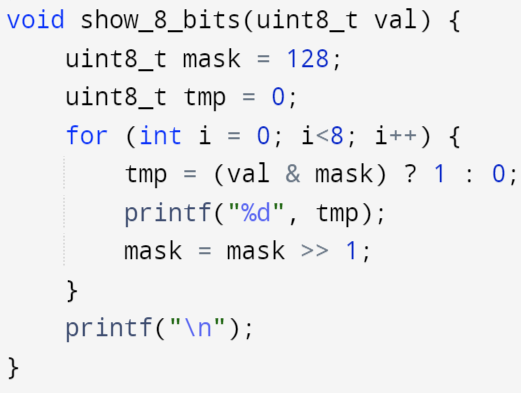 void show_8_bits(uint8_t val) {
    uint8_t mask = 128;
    uint8_t tmp = 0;
    for (int i = 0; i<8; i++) {
        tmp = (val & mask) ? 1 : 0;
        printf("%d", tmp);
        mask = mask >> 1;
    }
    printf("\n");
}